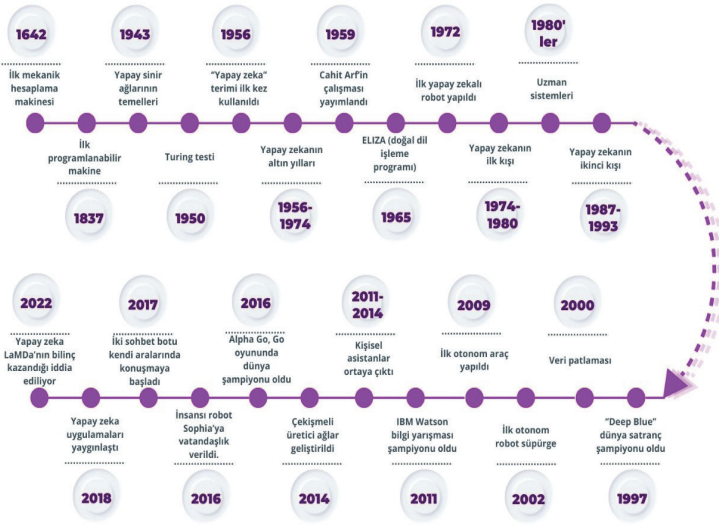 1642
İlk mekanik
hesaplama
makinesi
İlk
programlanabilir
makine
1837
1943
Yapay sinir
ağlarının
temelleri
Turing testi
1950
1956
“Yapay zeka”
terimi ilk kez
kullanıldı
Yapay zekanın
altın yılları
1956-
1974
1959
Cahit Arf'in
çalışması
yayımlandı
ELIZA (doğal dil
işleme
programı)
1965
1972
İlk yapay zekalı
robot yapıldı
Yapay zekanın
ilk kışı
1974-
1980
1980'
ler
Uzman
sistemleri
Yapay zekanın
ikinci kışı
1987-
1993
"Deep Blue"
dünya satranç
şampiyonu oldu
1997
2000
Veri patlaması
İlk otonom
robot süpürge
2002
2009
İlk otonom araç
yapıldı
IBM Watson
bilgi yarışması
şampiyonu oldu
2011
2011-
2014
Kişisel
asistanlar
ortaya çıktı
Çekişmeli
üretici ağlar
geliştirildi
2014
2016
Alpha Go, Go
oyununda
dünya
şampiyonu oldu
İnsansı robot
Sophia’ya
vatandaşlık
verildi.
2016
2017
İki sohbet botu
kendi aralarında
konuşmaya
başladı
Yapay zeka
uygulamaları
yaygınlaştı
2018
2022
Yapay zeka
LaMDa’nın bilinç
kazandığı iddia
ediliyor